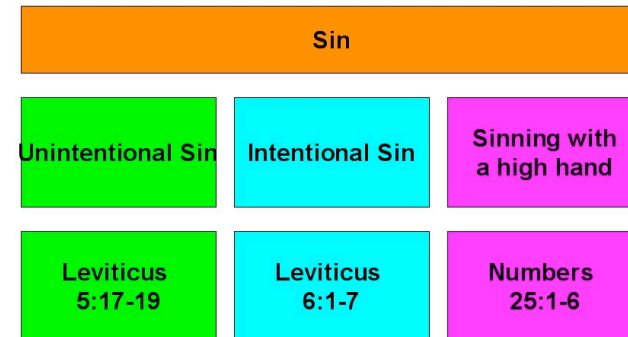 Sin
Unintentional Sin
Intentional Sin
Sinning with
a high hand
Leviticus
5:17-19
Leviticus
6:1-7
Numbers
25:1-6